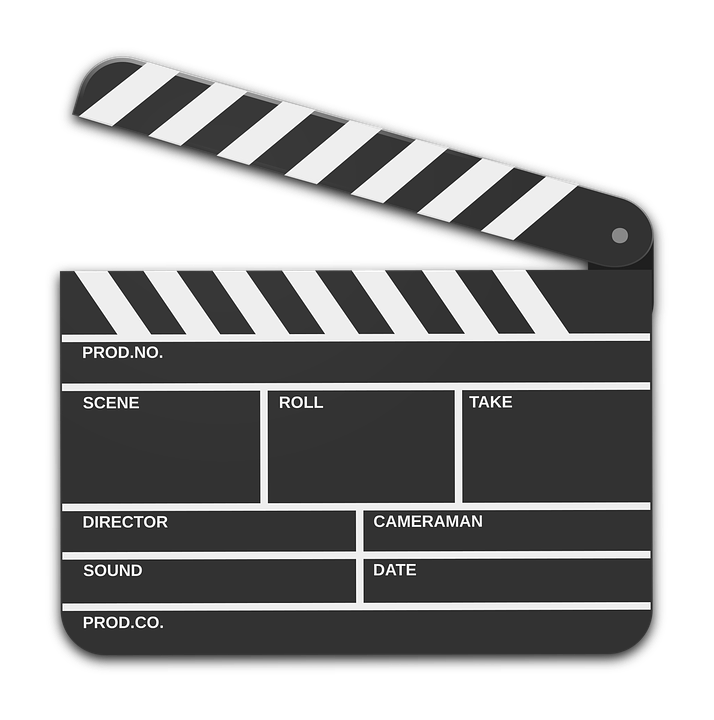 PROD.NO.
SCENE ROLL TAKE
DIRECTOR CAMERAMAN
SOUND DATE
PROD.CO.